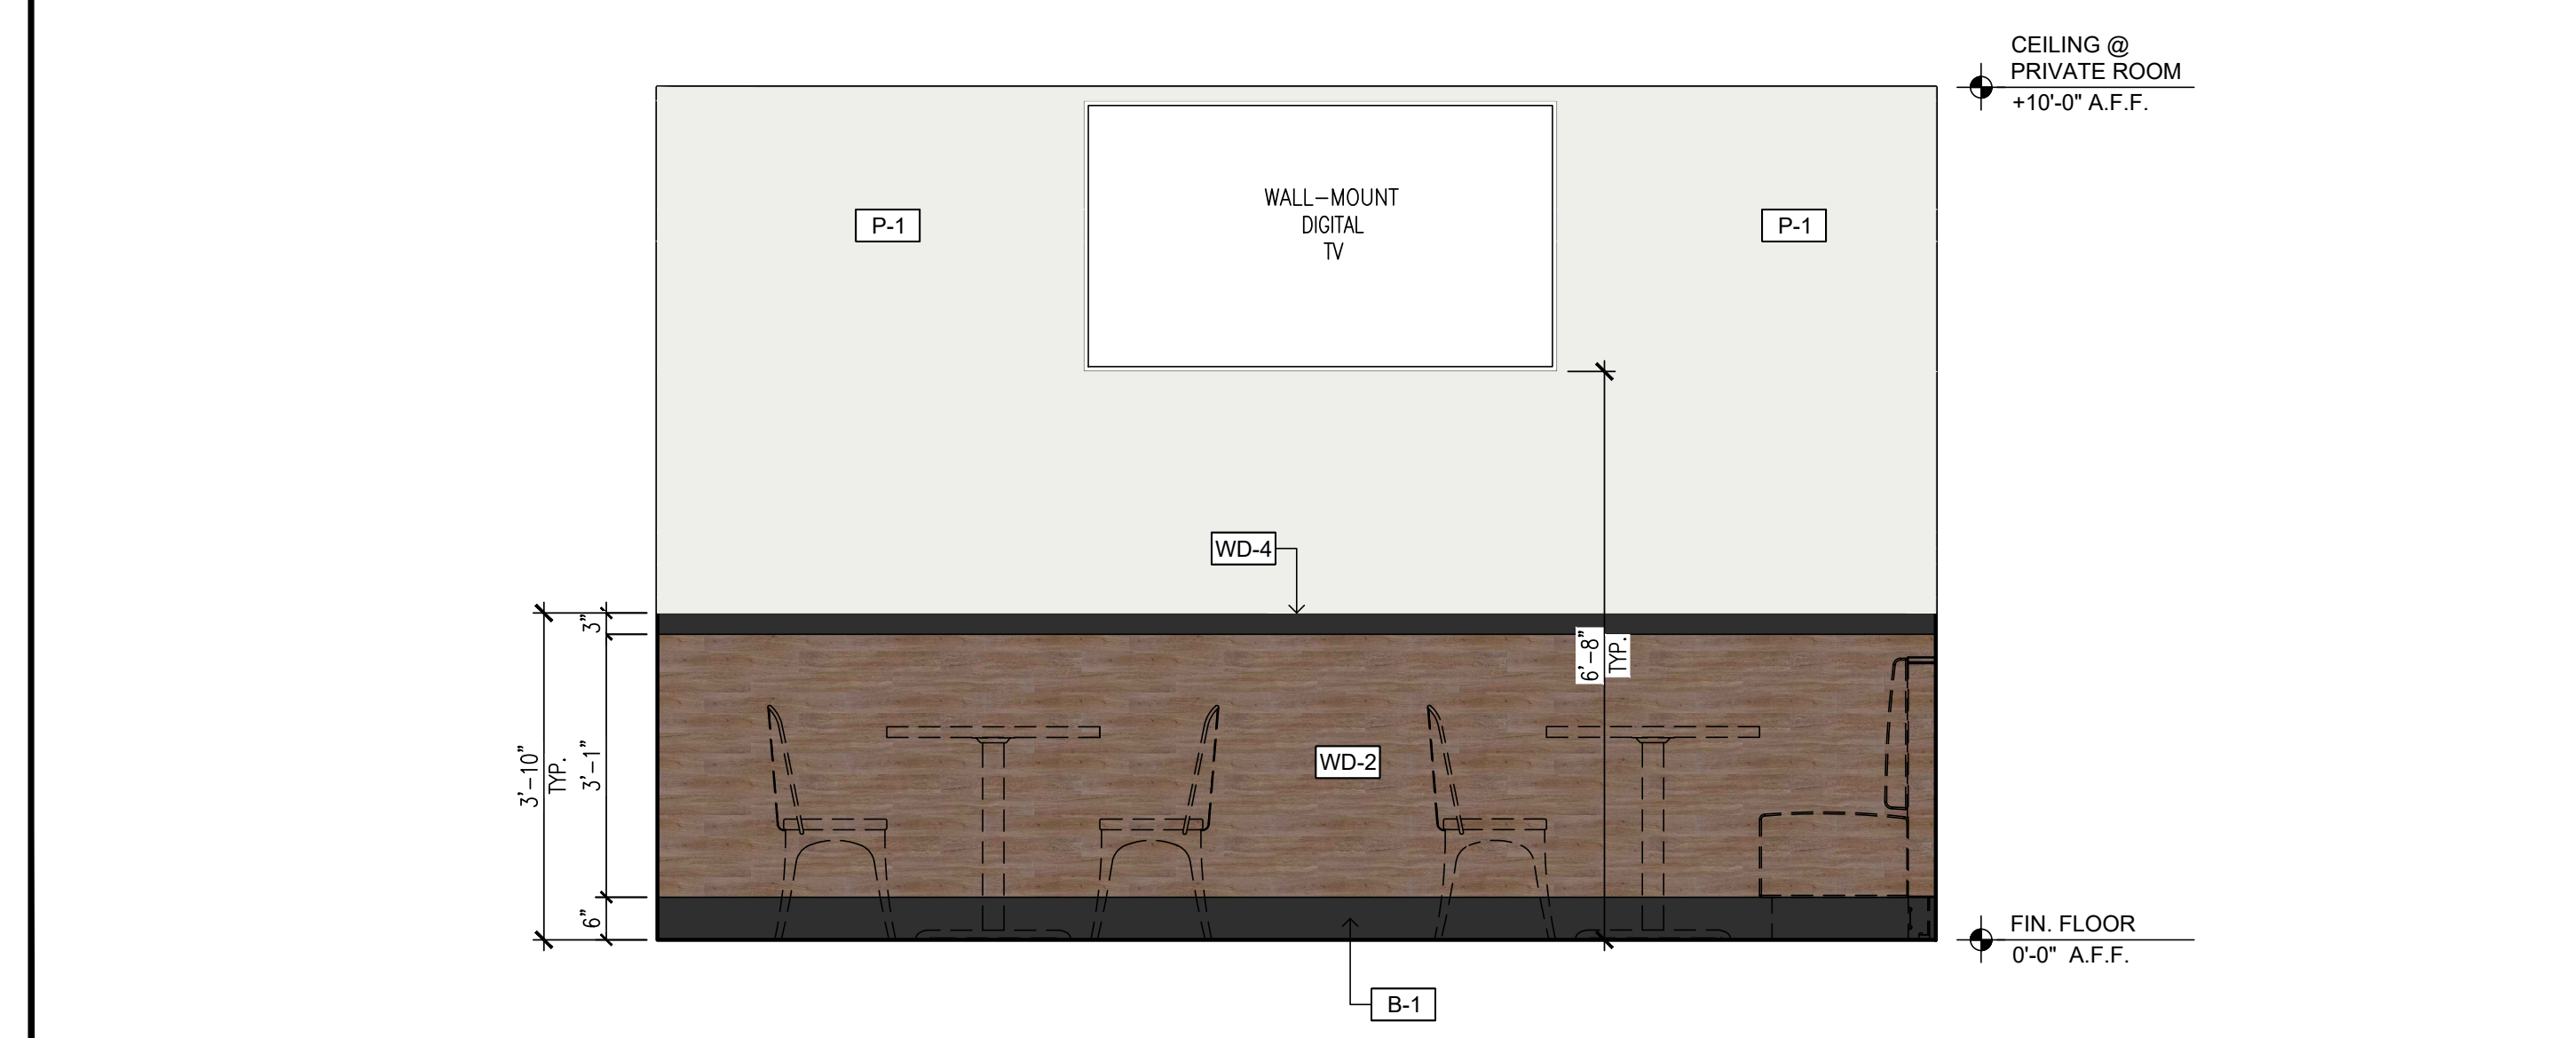 CEILING @
PRIVATE ROOM
+10'-0" A.F.F.
WALL-MOUNT
DIGITAL
TV
P-1
P-1
WD-4
3"
6'-8"
TYP.
3'-10"
TYP.
3'-1"
WD-2
6"
FIN. FLOOR
0'-0" A.F.F.
B-1